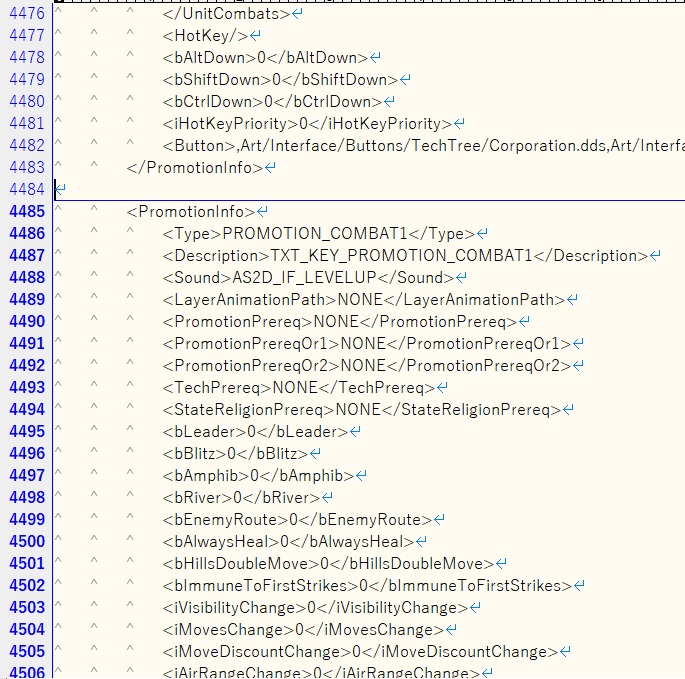 4476 </UnitCombats>
4477 <HotKey/>
4478 <bAltDown>0</bAltDown>
4479 <bShiftDown>0</bShiftDown>
4480 <bCtrlDown>0</bCtrlDown>
4481 <iHotKeyPriority>0</iHotKeyPriority>
4482 <Button>,Art/Interface/Buttons/TechTree/Corporation.dds,Art/Interfa
4483 </PromotionInfo>
4484
4485 <PromotionInfo>
4486 <Type>PROMOTION_COMBAT1</Type>
4487 <Description>TXT_KEY_PROMOTION_COMBAT1</Description>
4488 <Sound>AS2D_IF_LEVELUP</Sound>
4489 <LayerAnimationPath>NONE</LayerAnimationPath>
4490 <PromotionPrereq>NONE</PromotionPrereq>
4491 <PromotionPrereqOr1>NONE</PromotionPrereqOr1>
4492 <PromotionPrereqOr2>NONE</PromotionPrereqOr2>
4493 <TechPrereq>NONE</TechPrereq>
4494 <StateReligionPrereq>NONE</StateReligionPrereq>
4495 <bLeader>0</bLeader>
4496 <bBlitz>0</bBlitz>
4497 <bAmphib>0</bAmphib>
4498 <bRiver>0</bRiver>
4499 <bEnemyRoute>0</bEnemyRoute>
4500 <bAlwaysHeal>0</bAlwaysHeal>
4501 <bHillsDoubleMove>0</bHillsDoubleMove>
4502 <bImmuneToFirstStrikes>0</bImmuneToFirstStrikes>
4503 <iVisibilityChange>0</iVisibilityChange>
4504 <iMovesChange>0</iMovesChange>
4505 <iMoveDiscountChange>0</iMoveDiscountChange>
4506 <iAirRangeChange>0</iAirRangeChange>